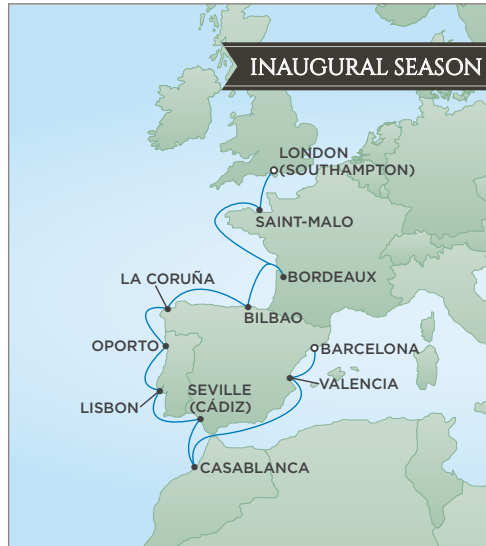 INAUGURAL SEASON
LONDON
(SOUTHAMPTON)
SAINT-MALO
BORDEAUX
LA CORUÑA
BILBAO
OPORTO
BARCELONA
VALENCIA
SEVILLE
(CÁDIZ)
LISBON
CASABLANCA